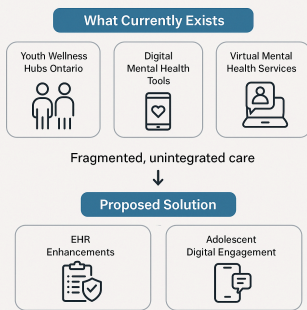 What Currently Exists
Youth Wellness
Hubs Ontario
Digital
Mental Health
Tools
Virtual Mental
Health Services
Fragmented, unintegrated care
Proposed Solution
EHR
Enhancements
Adolescent
Digital Engagement